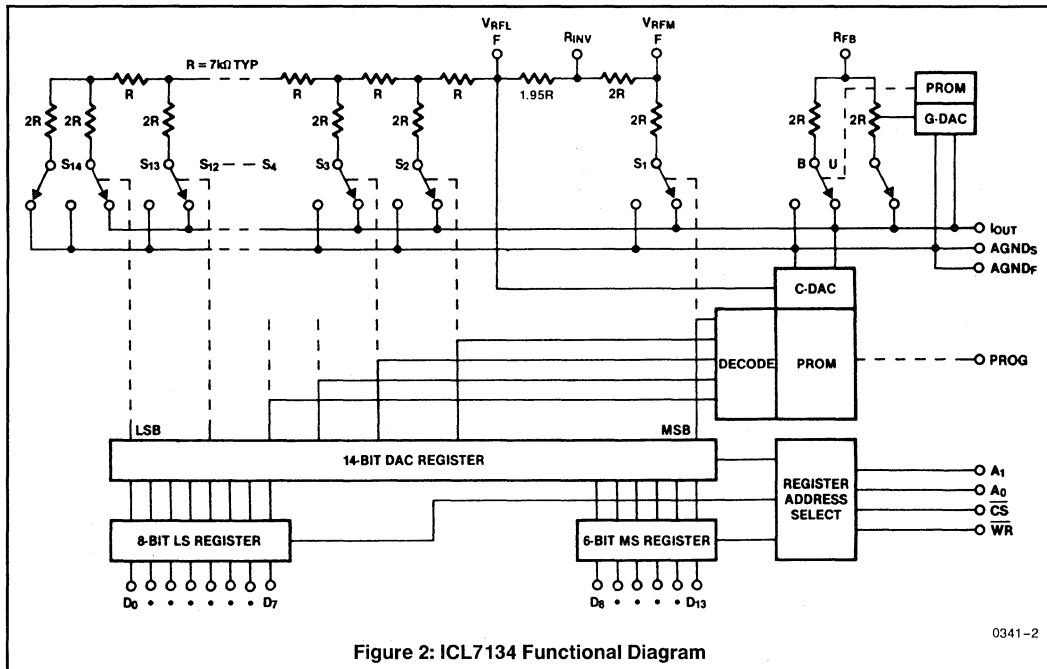 VRFL RINV VRFM RFB
F F
R = 7kΩ TYP
PROM
G-DAC
R R R R 1.95R 2R
2R 2R 2R 2R 2R 2R 2R 2R
S14 S13 S12 S4 S3 S2 S1 B U
IOUT
AGNDS
AGNDF
C-DAC
DECODE PROM PROG
LSB MSB
14-BIT DAC REGISTER
REGISTER
ADDRESS
SELECT
A1
A0
CS
WR
8-BIT LS REGISTER 6-BIT MS REGISTER
D0 • • • • • • D7 D8 • • • • D13
0341-2
Figure 2: ICL7134 Functional Diagram